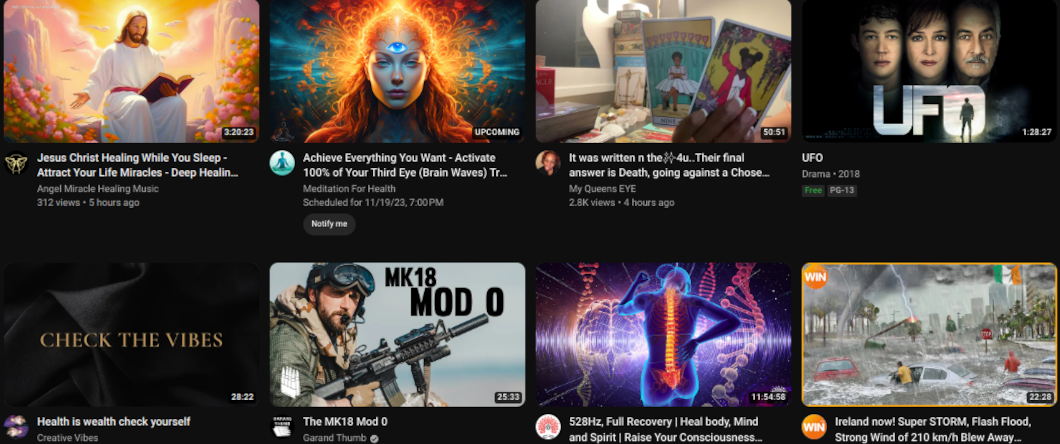 3:20:23
UPCOMING
50:51
UFO
1:28:27
Jesus Christ Healing While You Sleep -
Attract Your Life Miracles - Deep Healin...
Angel Miracle Healing Music
312 views • 5 hours ago
Achieve Everything You Want - Activate
100% of Your Third Eye (Brain Waves) Tr...
Meditation For Health
Scheduled for 11/19/23, 7:00 PM
Notify me
It was written n the✨4u..Their final
answer is Death, going against a Chose...
My Queens EYE
2.8K views • 4 hours ago
UFO
Drama • 2018
Free PG-13
CHECK THE VIBES
28:22
MK18
MOD 0
25:33
11:54:58
WIN
STOP
22:28
Health is wealth check yourself
Creative Vibes
GARAND THUMB
The MK18 Mod 0
Garand Thumb
528Hz, Full Recovery | Heal body, Mind
and Spirit | Raise Your Consciousness...
WIN
Ireland now! Super STORM, Flash Flood,
Strong Wind of 210 km/h Blew Away...